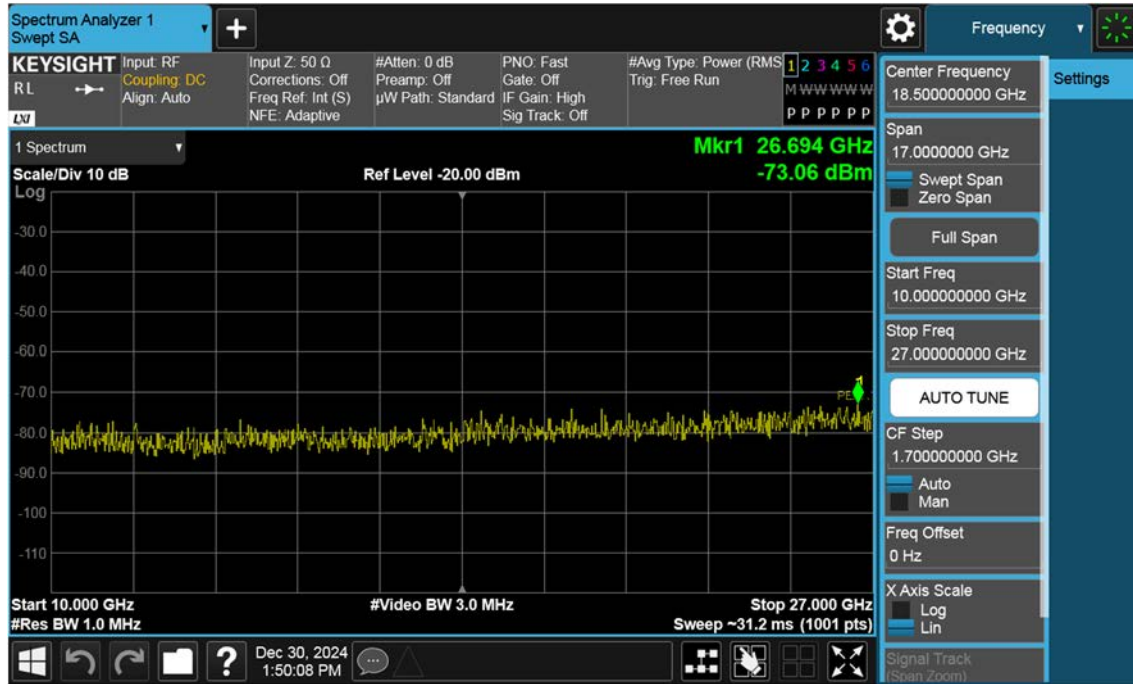 Spectrum Analyzer 1
Swept SA
Frequency
KEYSIGHT
R L
LXI
Input: RF
Coupling: DC
Align: Auto
Input Z: 50 Ω
Corrections: Off
Freq Ref: Int (S)
NFE: Adaptive
#Atten: 0 dB
Preamp: Off
µW Path: Standard
PNO: Fast
Gate: Off
IF Gain: High
Sig Track: Off
#Avg Type: Power (RMS
Trig: Free Run
1 2 3 4 5 6
M W W W W W
P P P P P P
1 Spectrum
Scale/Div 10 dB
Log
Ref Level -20.00 dBm
Mkr1 26.694 GHz
-73.06 dBm
-30.0
-40.0
-50.0
-60.0
-70.0
-80.0
-90.0
-100
-110
1
Start 10.000 GHz
#Res BW 1.0 MHz
#Video BW 3.0 MHz
Stop 27.000 GHz
Sweep ~31.2 ms (1001 pts)
Center Frequency
18.500000000 GHz
Span
17.0000000 GHz
Swept Span
Zero Span
Full Span
Start Freq
10.000000000 GHz
Stop Freq
27.000000000 GHz
AUTO TUNE
CF Step
1.700000000 GHz
Auto
Man
Freq Offset
0 Hz
X Axis Scale
Log
Lin
Signal Track
(Span Zoom)
Settings
?
Dec 30, 2024
1:50:08 PM